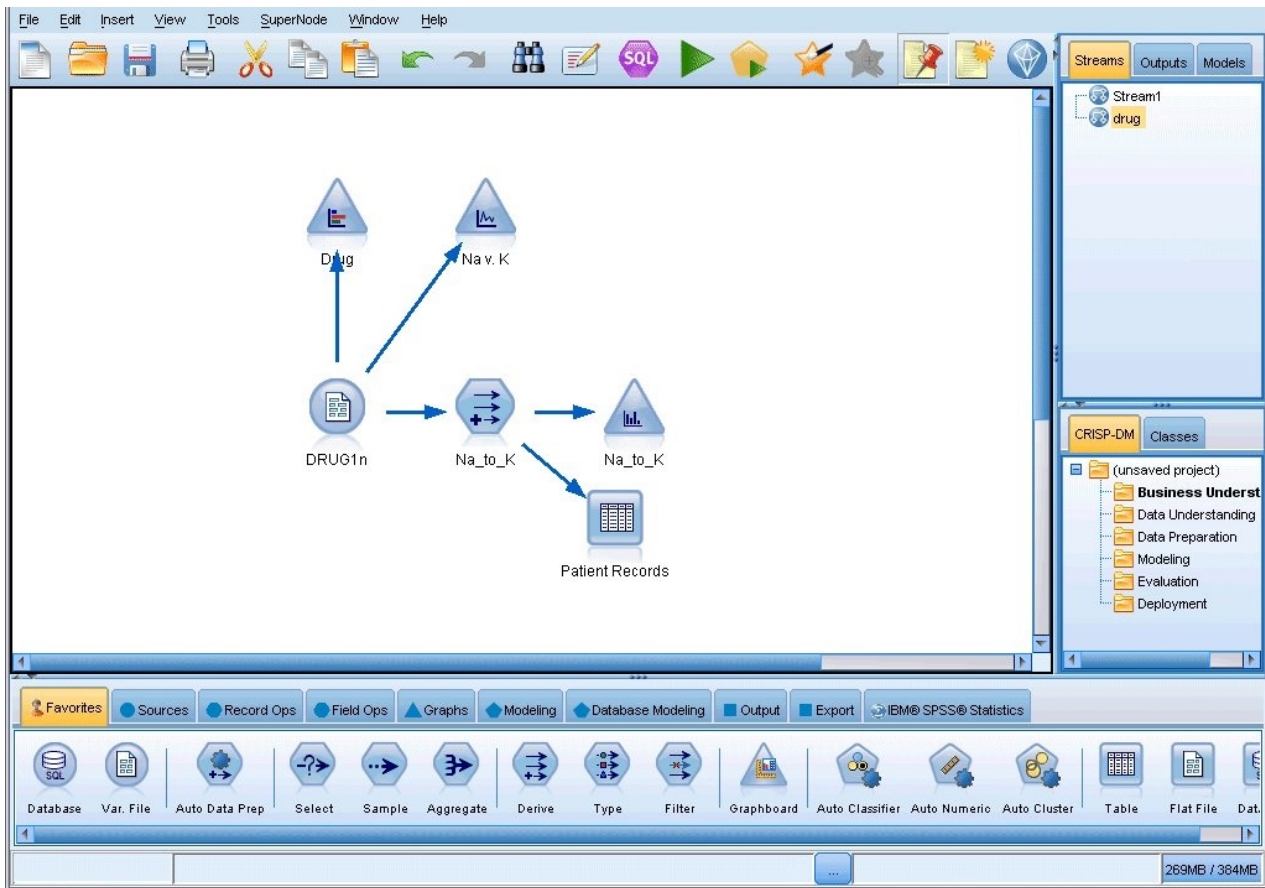 File Edit Insert View Tools SuperNode Window Help
SQL
Streams Outputs Models
Stream1
drug
Drug
Na v. K
DRUG1n
Na_to_K
Na_to_K
Patient Records
CRISP-DM Classes
(unsaved project)
Business Underst
Data Understanding
Data Preparation
Modeling
Evaluation
Deployment
Favorites Sources Record Ops Field Ops Graphs Modeling Database Modeling Output Export IBM® SPSS® Statistics
SQL
Database Var. File Auto Data Prep Select Sample Aggregate Derive Type Filter Graphboard Auto Classifier Auto Numeric Auto Cluster Table Flat File Dat
...
269MB / 384MB